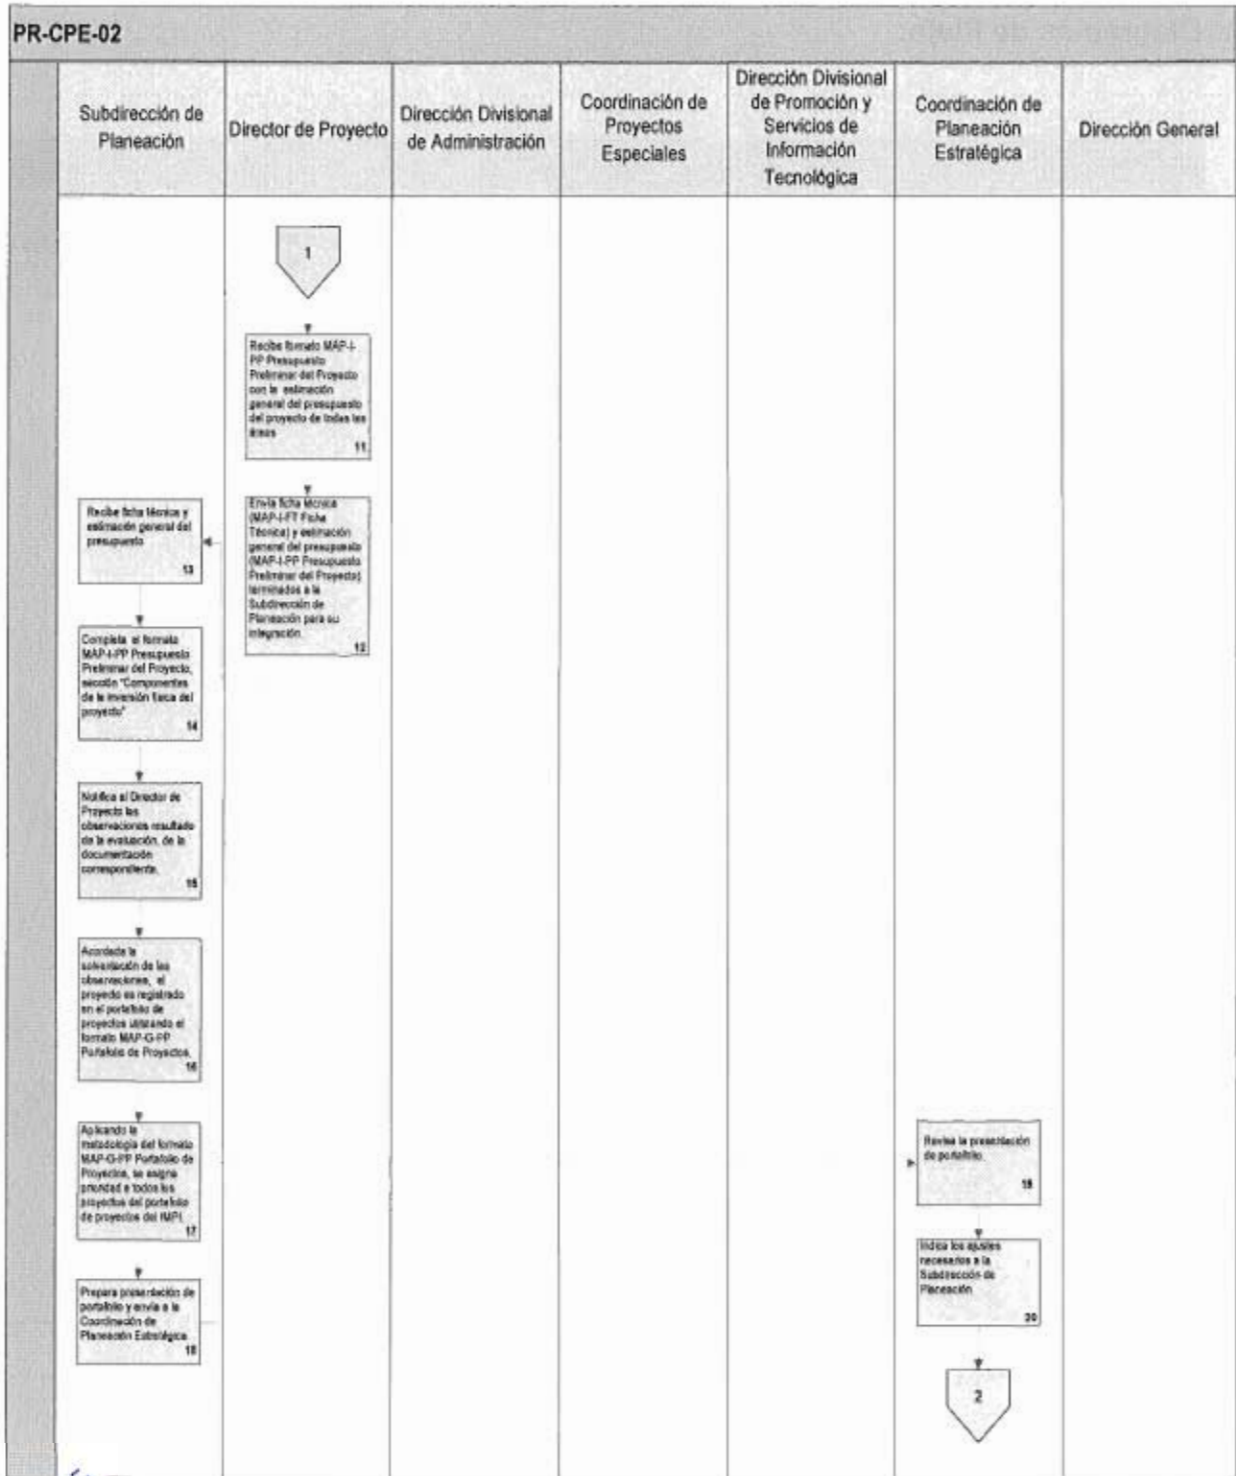 PR-CPE-02
Subdirección de
Planeación
Director de Proyecto
Dirección Divisional
de Administración
Coordinación de
Proyectos
Especiales
Dirección Divisional
de Promoción y
Servicios de
Información
Tecnológica
Coordinación de
Planeación
Estratégica
Dirección General
1
Recibe formato MAP-I-
PP Presupuesto
Preliminar del Proyecto
con la estimación
general del presupuesto
del proyecto de todas las
áreas
11
Envía ficha técnica
(MAP-I-FT Ficha
Técnica) y estimación
general del presupuesto
(MAP-I-PP Presupuesto
Preliminar del Proyecto)
terminados a la
Subdirección de
Planeación para su
integración.
12
Recibe ficha técnica y
estimación general del
presupuesto
13
Completa el formato
MAP-I-PP Presupuesto
Preliminar del Proyecto,
sección "Componentes
de la inversión física del
proyecto"
14
Notifica al Director de
Proyecto las
observaciones resultado
de la evaluación, de la
documentación
correspondiente.
15
Acordada la
solventación de las
observaciones, el
proyecto es registrado
en el portafolio de
proyectos utilizando el
formato MAP-G-PP
Portafolio de Proyectos.
16
Aplicando la
metodología del formato
MAP-G-PP Portafolio de
Proyectos, se asigna
prioridad a todos los
proyectos del portafolio
de proyectos del IMPI.
17
Prepara presentación de
portafolio y envía a la
Coordinación de
Planeación Estratégica
18
Revisa la presentación
de portafolio.
19
Indica los ajustes
necesarios a la
Subdirección de
Planeación
20
2